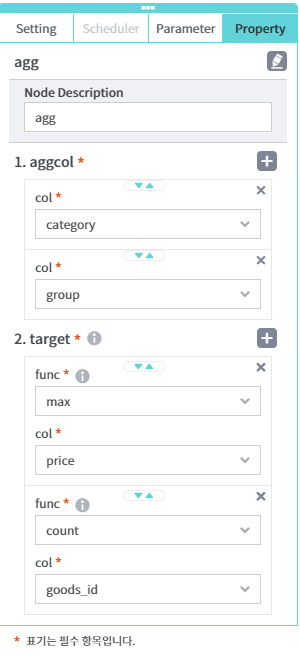 Setting Scheduler Parameter Property
agg
Node Description
agg
1. aggcol *
col *
category
col *
group
2. target *
func *
max
col *
price
func *
count
col *
goods_id
* 표기는 필수 항목입니다.